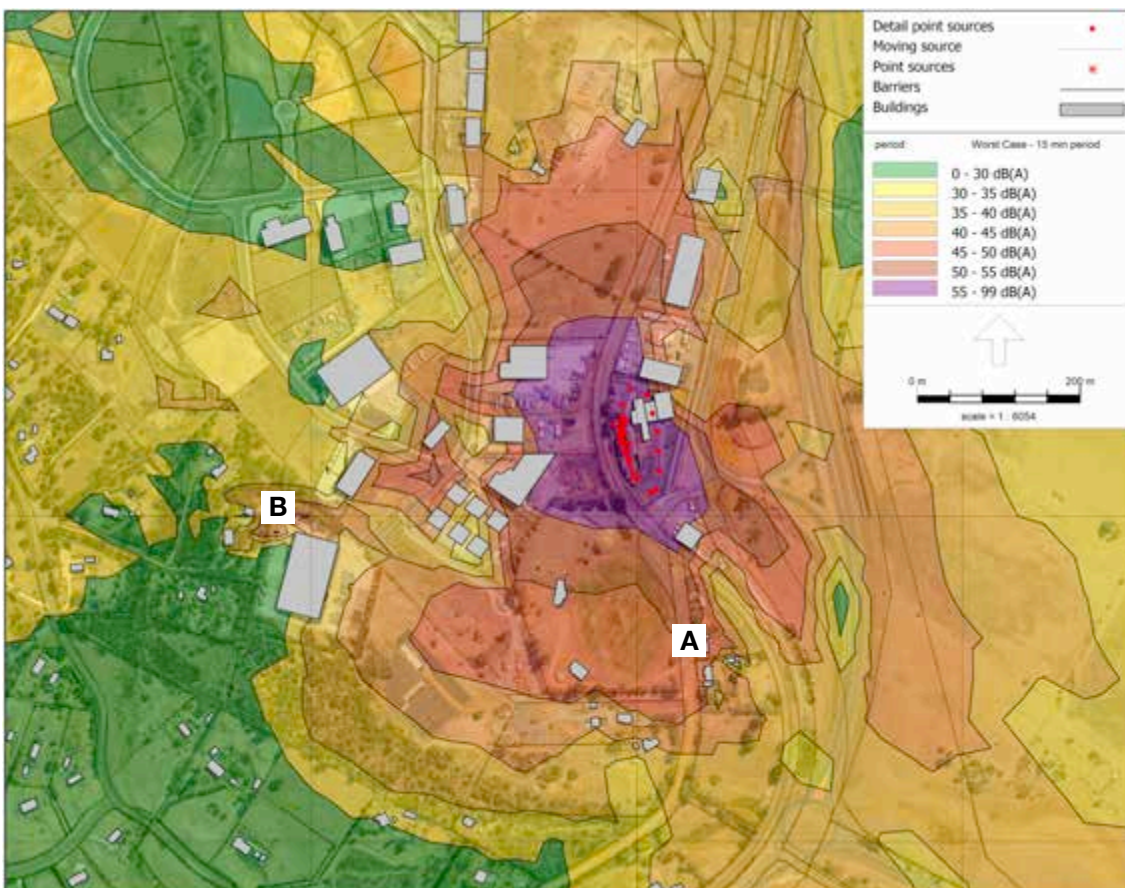 Detail point sources
Moving source
Point sources
Barriers
Buildings
period: Worst Case - 15 min period
0 - 30 dB(A)
30 - 35 dB(A)
35 - 40 dB(A)
40 - 45 dB(A)
45 - 50 dB(A)
50 - 55 dB(A)
55 - 99 dB(A)
0 m 200 m
scale = 1 : 6054
B
A